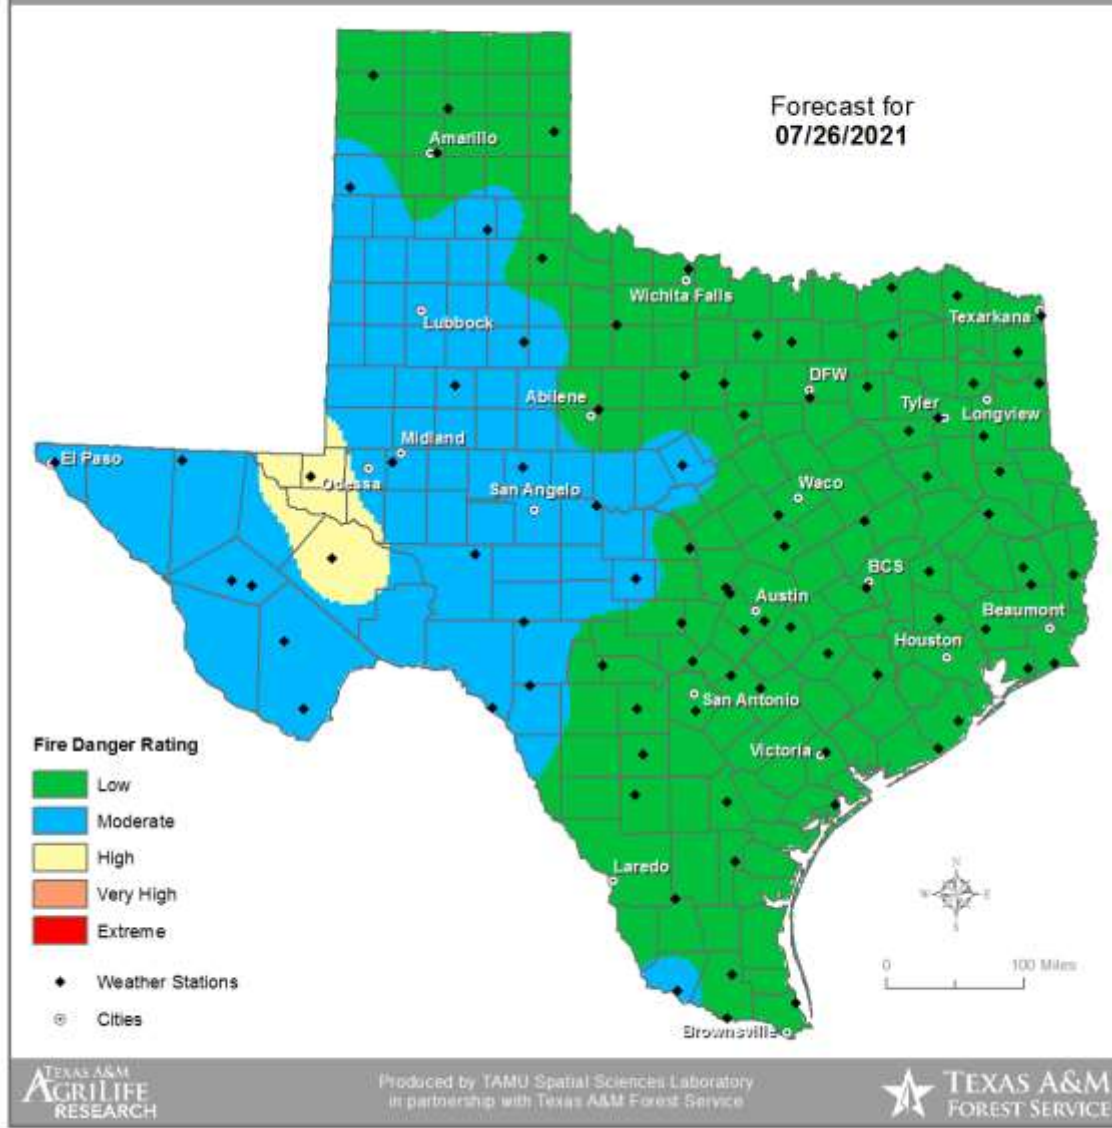 Forecast for
07/26/2021
Amarillo
Wichita Falls
Lubbock
Texarkana
DFW
Abilene
Tyler
Longview
Midland
El Paso
Odessa
San Angelo
Waco
BCS
Austin
Beaumont
Houston
San Antonio
Victoria
Laredo
Brownsville
Fire Danger Rating
Low
Moderate
High
Very High
Extreme
Weather Stations
Cities
N
W E
S
0 100 Miles
TEXAS A&M
AGRILIFE
RESEARCH
Produced by TAMU Spatial Sciences Laboratory
in partnership with Texas A&M Forest Service
TEXAS A&M
FOREST SERVICE